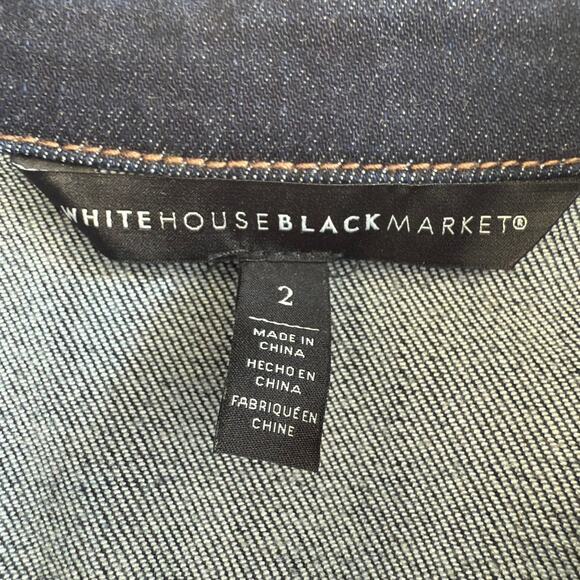 WHITEHOUSEBLACKMARKET®
2
MADE IN
CHINA
HECHO EN
CHINA
FABRIQUÉ EN
CHINE